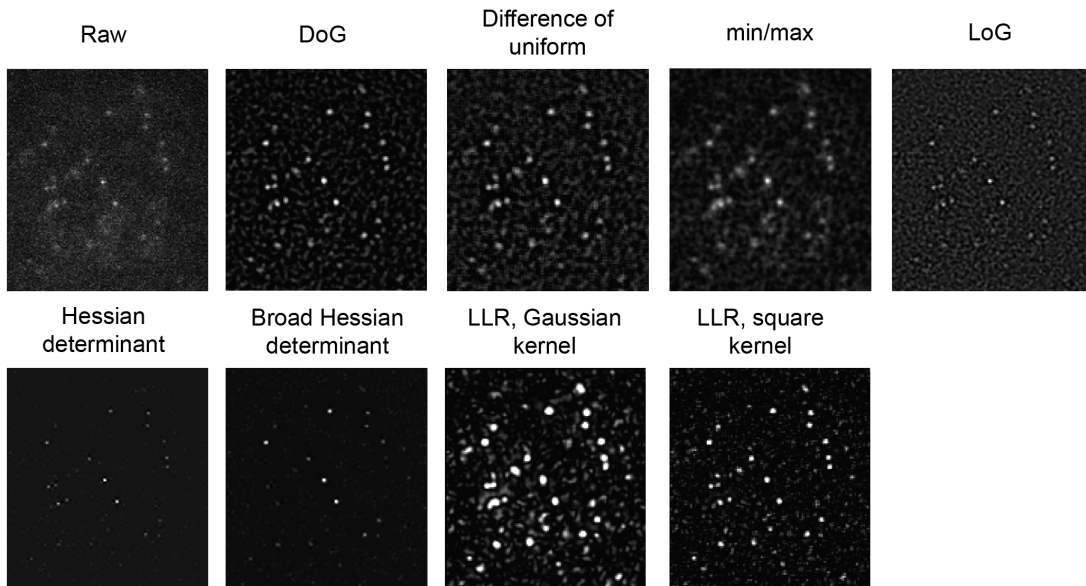 Raw
DoG
Difference of
uniform
min/max
LoG
Hessian
determinant
Broad Hessian
determinant
LLR, Gaussian
kernel
LLR, square
kernel